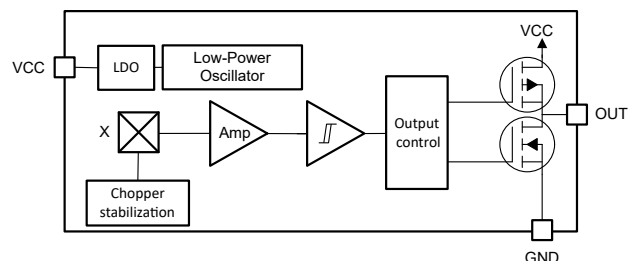 VCC
VCC
LDO
Low-Power
Oscillator
X
Amp
Output
control
OUT
Chopper
stabilization
GND